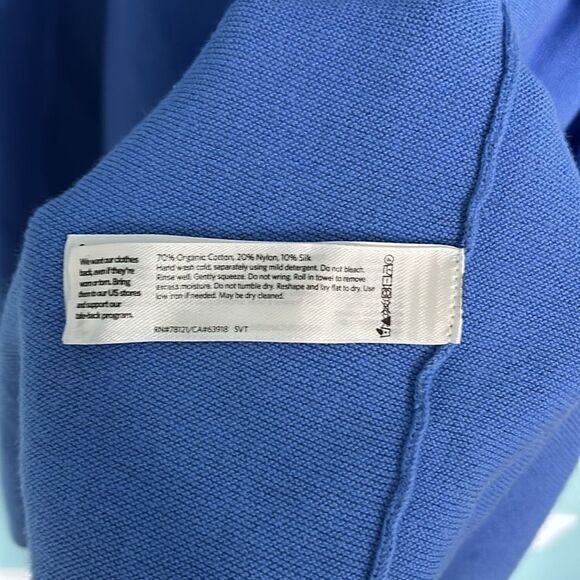 We want our clothes
back, even if they're
worn or torn. Bring
them to our US stores
and support our
take-back program.
70% Organic Cotton, 20% Nylon, 10% Silk
Hand wash cold, separately using mild detergent. Do not bleach.
Rinse well. Gently squeeze. Do not wring. Roll in towel to remove
excess moisture. Do not tumble dry. Reshape and lay flat to dry. Use
low iron if needed. May be dry cleaned.
RN#78121/CA#63918 SVT